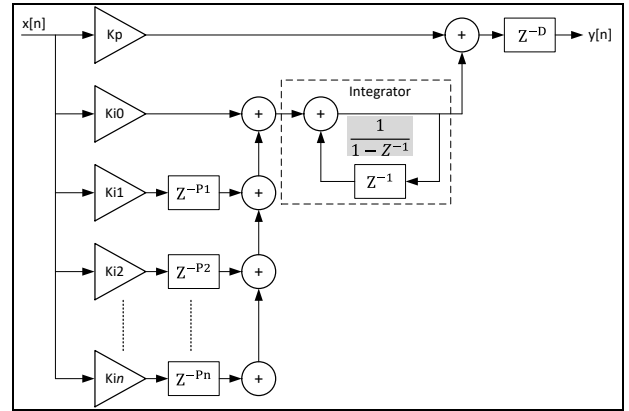 x[n]
Kp
+
Z⁻ᴰ
y[n]
Integrator
Ki0
+
+
1
1 − Z⁻¹
Z⁻¹
Ki1
Z⁻ᴾ¹
+
Ki2
Z⁻ᴾ²
+
Kin
Z⁻ᴾⁿ
+